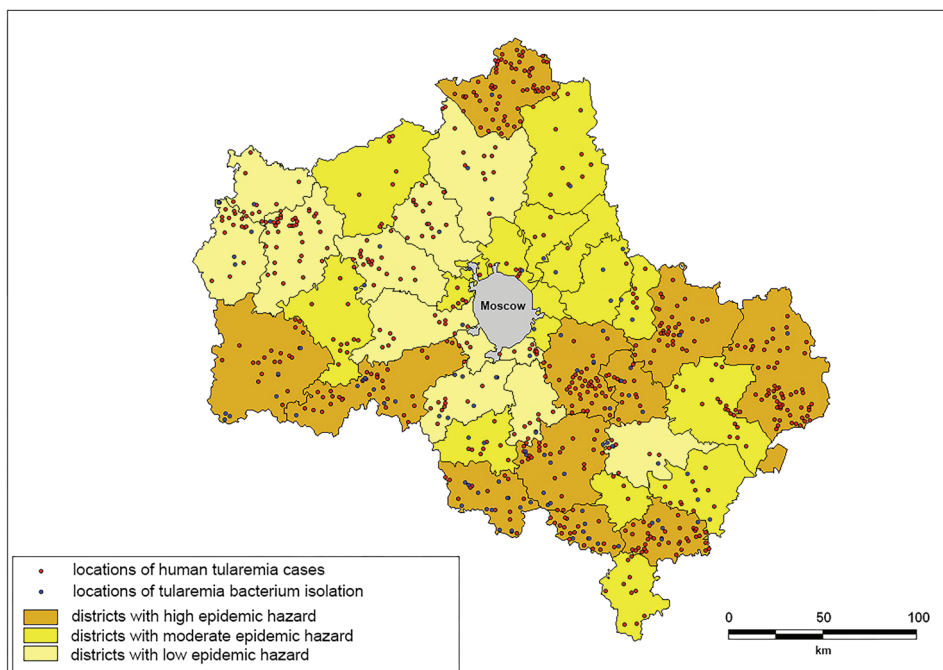 Moscow
locations of human tularemia cases
locations of tularemia bacterium isolation
districts with high epidemic hazard
districts with moderate epidemic hazard
districts with low epidemic hazard
0 50 100
km